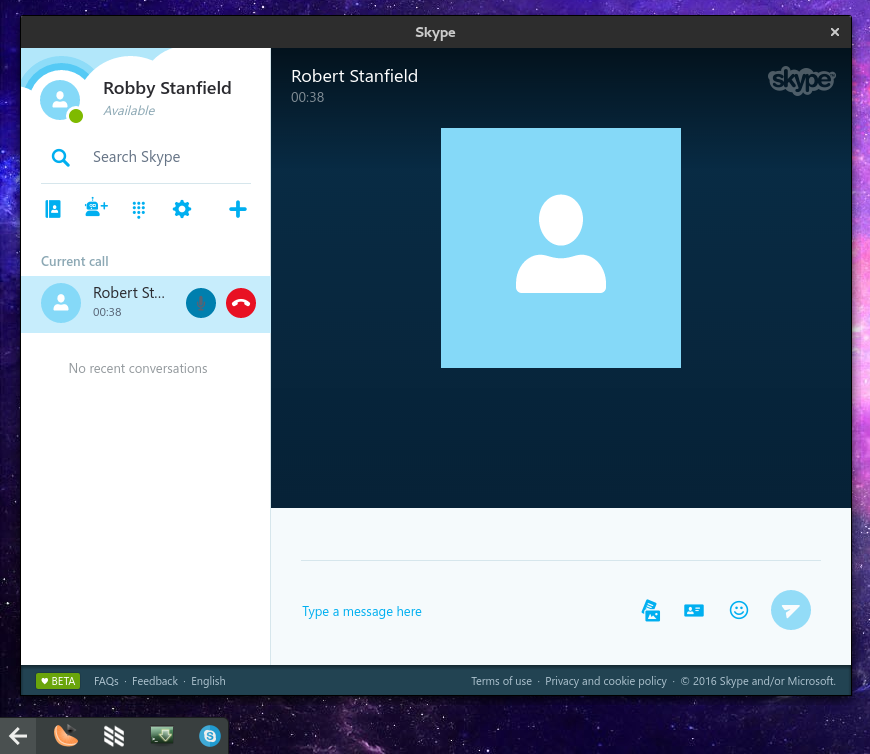 Skype
Robby Stanfield
Available
Search Skype
Current call
Robert St...
00:38
No recent conversations
Robert Stanfield
00:38
skype
Type a message here
BETA FAQs · Feedback · English
Terms of use · Privacy and cookie policy · © 2016 Skype and/or Microsoft.